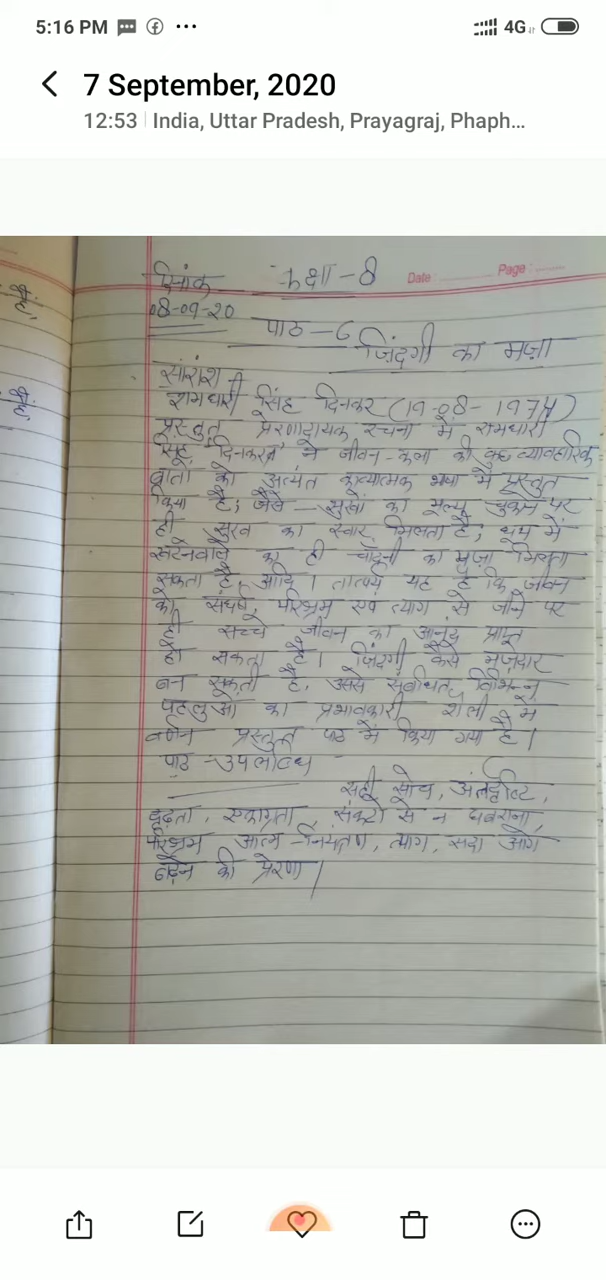 5:16 PM
4G
7 September, 2020
12:53 India, Uttar Pradesh, Prayagraj, Phaph...
कक्षा -8
Date: Page:
08-09-20
पाठ-6
ज़िंदगी का मज़ा
सारांश
रामधारी सिंह दिनकर (19-08-1974)
प्रस्तुत प्रेरणादायक रचना में रामधारी
सिंह 'दिनकर' ने जीवन-कला की कुछ व्यावहारिक
बातों को अत्यंत भाषा में प्रस्तुत
किया है; जैसे - सुखों का मूल्य चुकाने पर
ही सुख का स्वाद मिलता है, धूप में
का ही चाँदनी का मज़ा मिल
सकता है, आदि। तात्पर्य यह है कि जीवन
को संघर्ष, परिश्रम एवं त्याग से जीने पर
ही सच्चे जीवन का आनंद प्राप्त
हो सकता है। ज़िंदगी कैसे मज़ेदार
बन सकती है, उससे संबंधित विभिन्न
पहलुओं का प्रभावकारी शैली में
वर्णन प्रस्तुत पाठ में किया गया है।
पाठ -उपलब्धि -
सही सोच, अंतर्दृष्टि,
दृढ़ता, एकाग्रता, संकटों से न घबराना,
परिश्रम आत्म-नियंत्रण, त्याग, सदा आगे
बढ़ने की प्रेरणा।
है,
है,